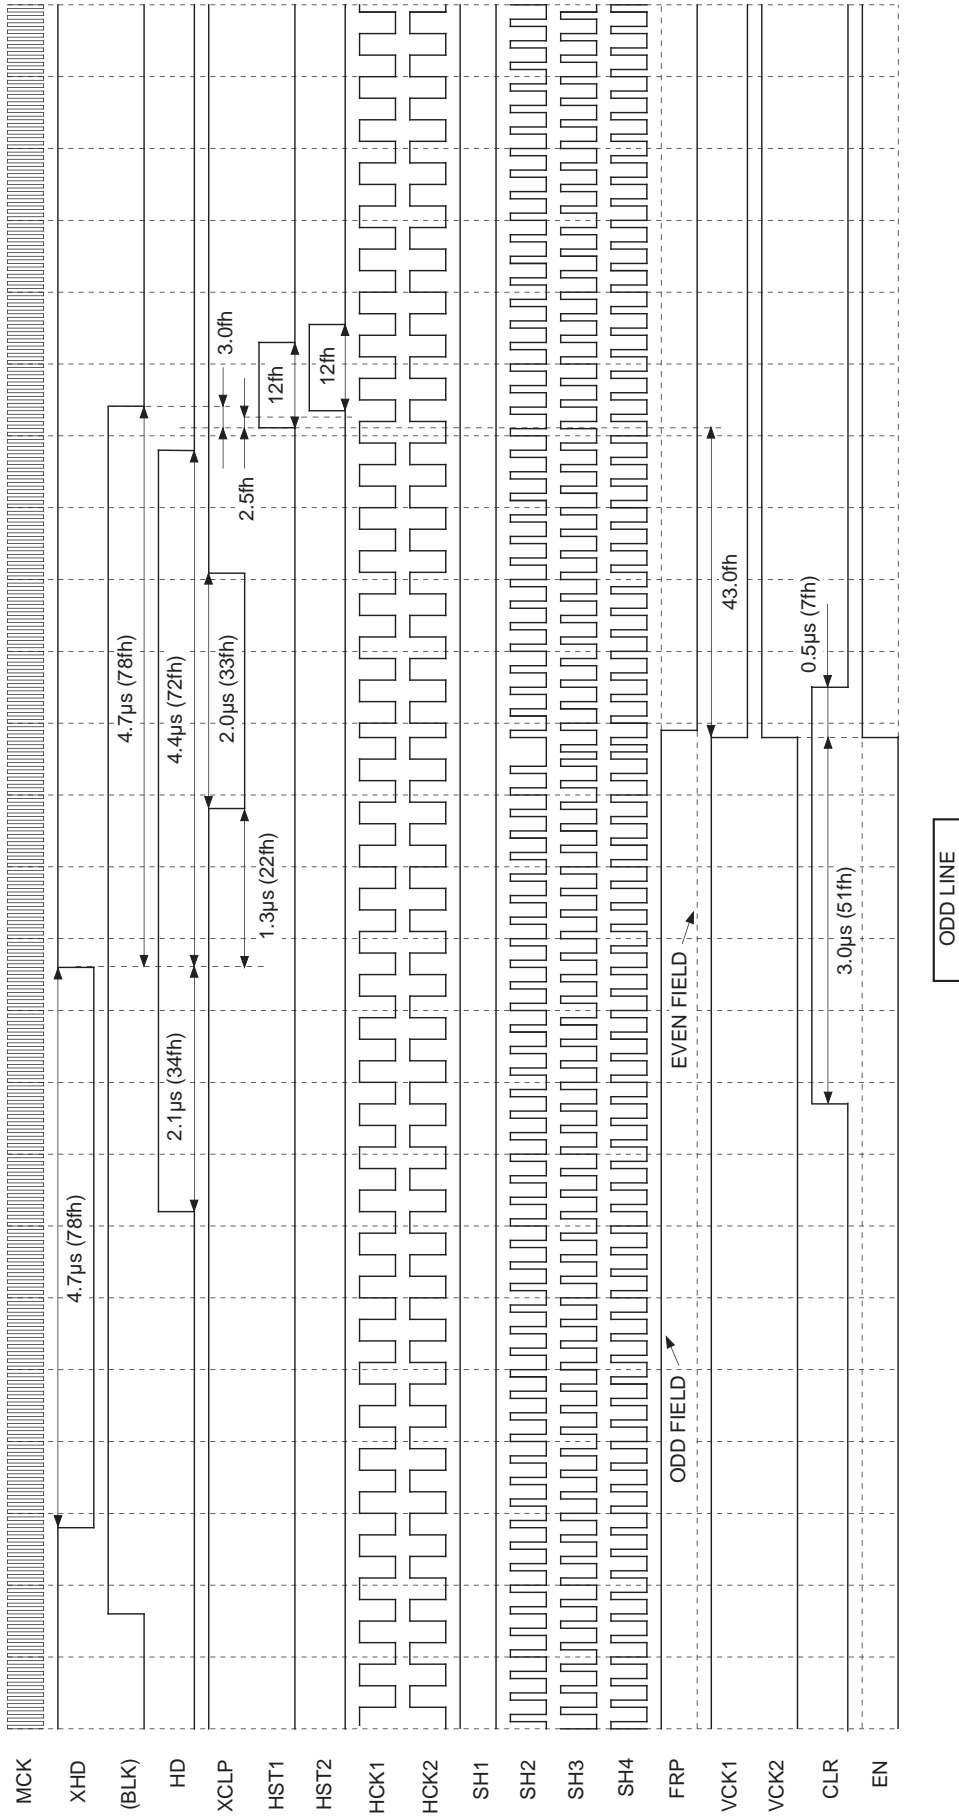 MCK
XHD
4.7µs (78fh)
(BLK)
4.7µs (78fh)
HD
2.1µs (34fh)
4.4µs (72fh)
XCLP
1.3µs (22fh)
2.0µs (33fh)
2.5fh
3.0fh
HST1
12fh
HST2
12fh
HCK1
HCK2
SH1
SH2
SH3
SH4
FRP
ODD FIELD
EVEN FIELD
VCK1
43.0fh
VCK2
CLR
3.0µs (51fh)
0.5µs (7fh)
EN
ODD LINE